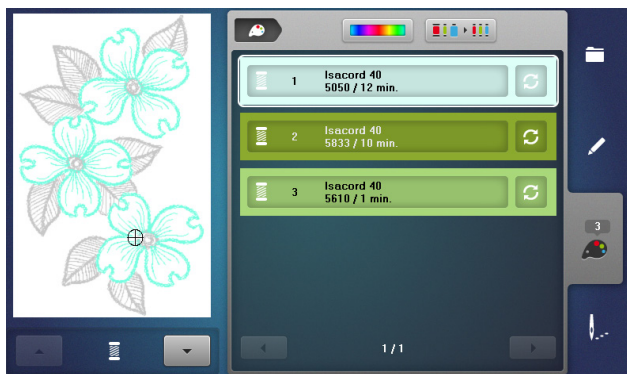 1
Isacord 40
5050 / 12 min.
2
Isacord 40
5833 / 10 min.
3
Isacord 40
5610 / 1 min.
3
1 / 1